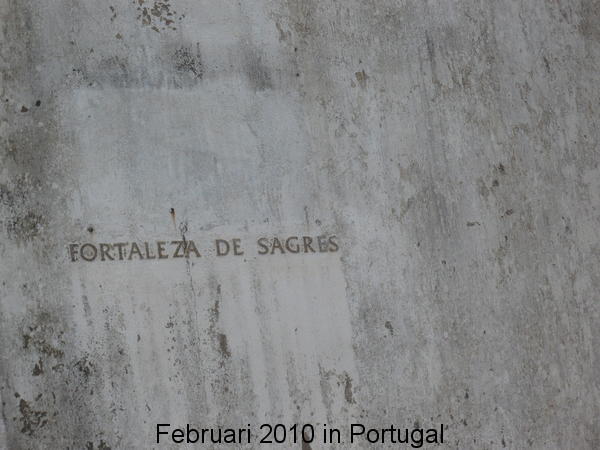 FORTALEZA DE SAGRES
Februari 2010 in Portugal